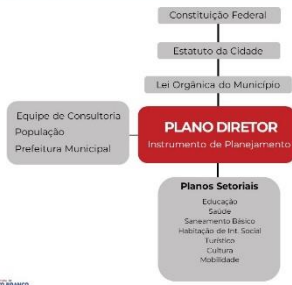 Constituição Federal
Estatuto da Cidade
Lei Orgânica do Município
Equipe de Consultoria
População
Prefeitura Municipal
PLANO DIRETOR
Instrumento de Planejamento
Planos Setoriais
Educação
Saúde
Saneamento Básico
Habitação de Int. Social
Turístico
Cultura
Mobilidade